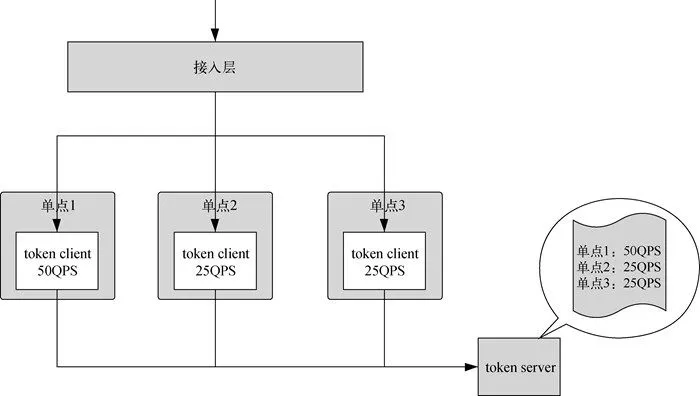 接入层
单点1
单点2
单点3
token client
50QPS
token client
25QPS
token client
25QPS
单点1：50QPS
单点2：25QPS
单点3：25QPS
token server